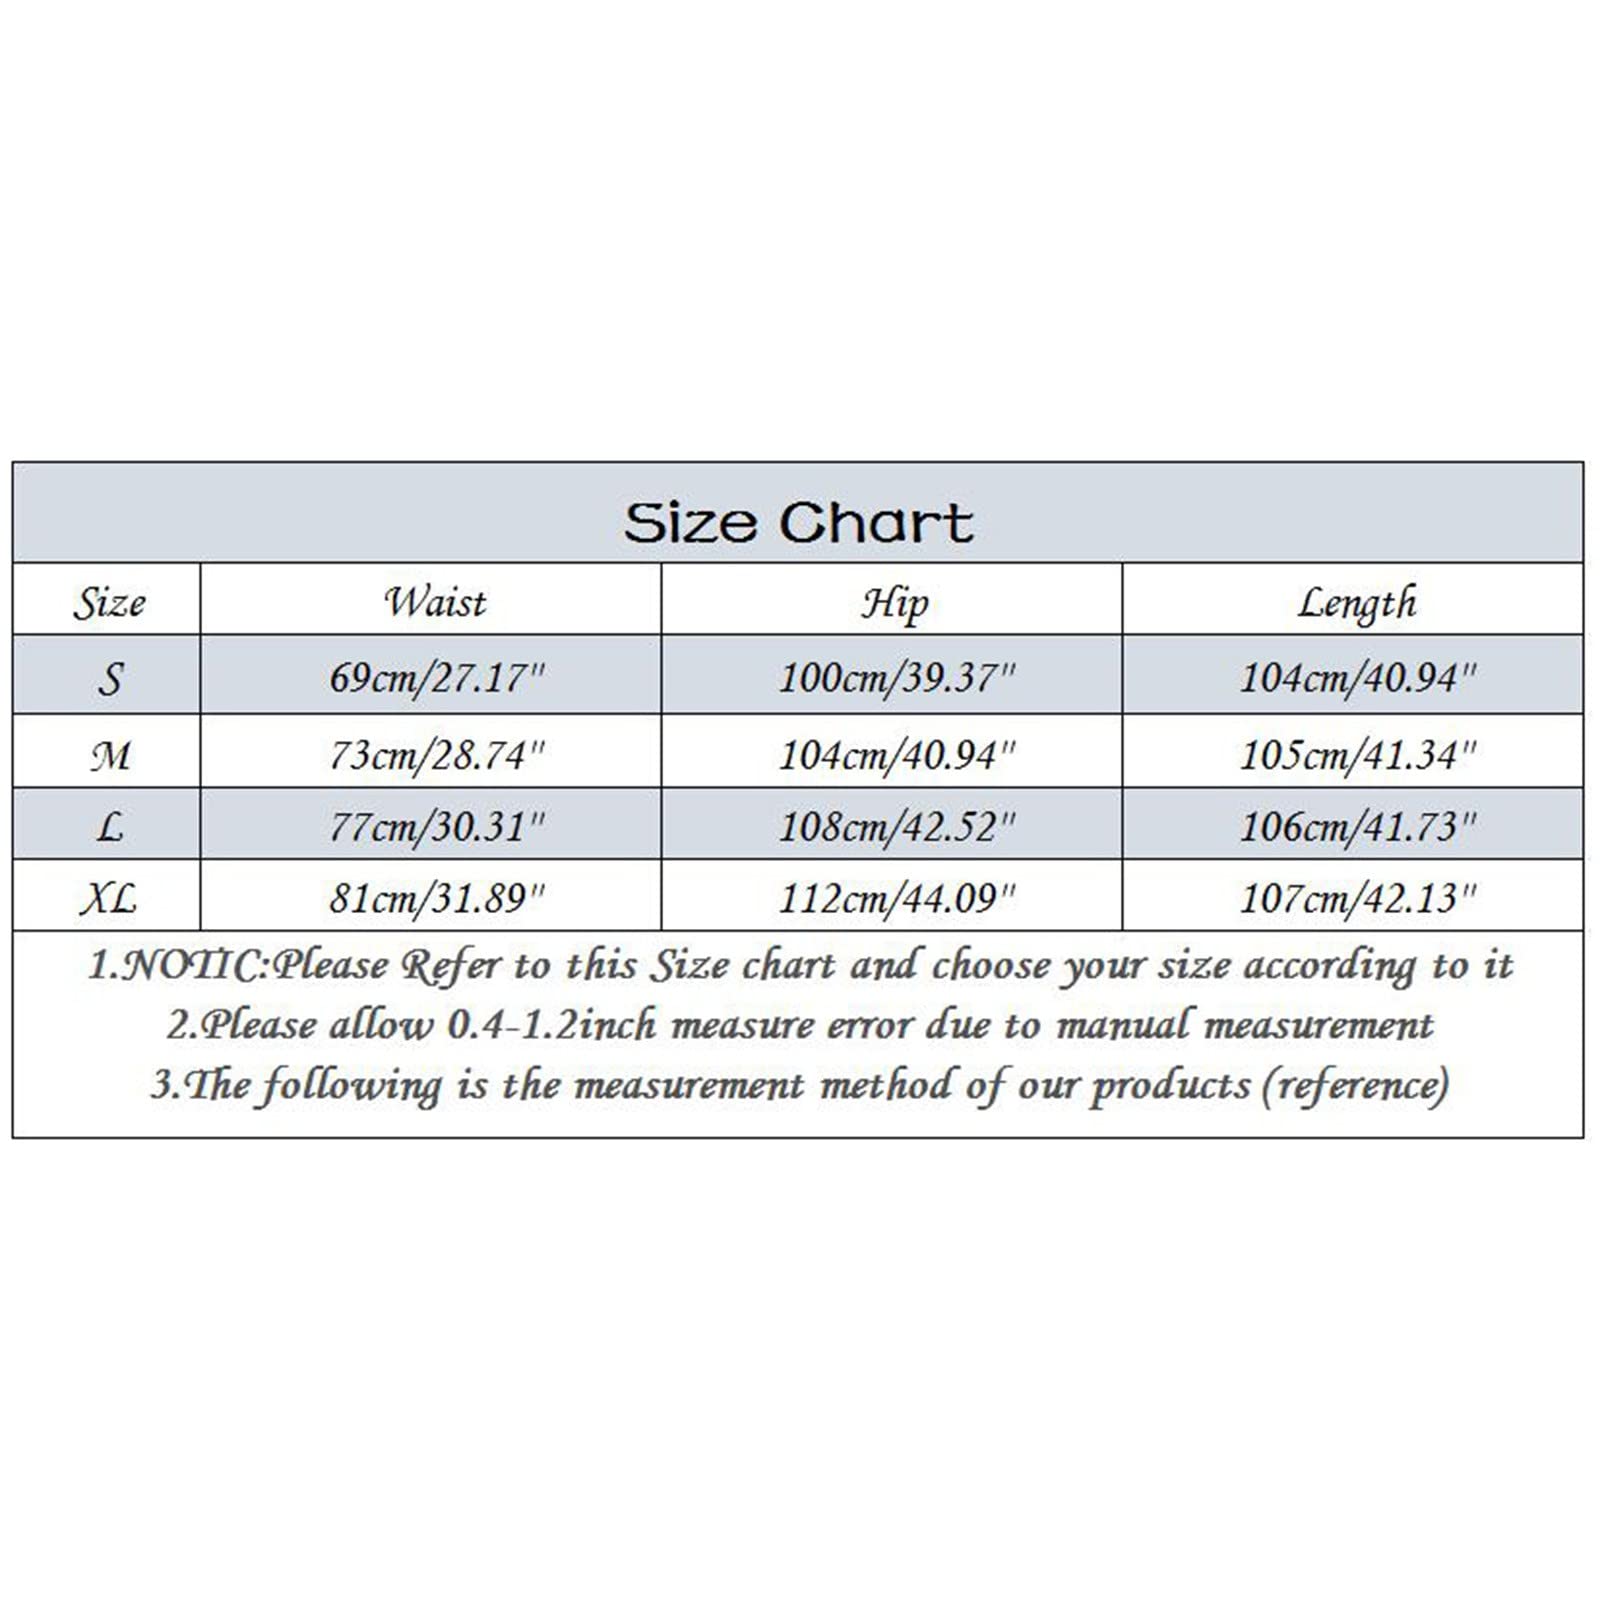 Size Chart
Size Waist Hip Length
S 69cm/27.17" 100cm/39.37" 104cm/40.94"
M 73cm/28.74" 104cm/40.94" 105cm/41.34"
L 77cm/30.31" 108cm/42.52" 106cm/41.73"
XL 81cm/31.89" 112cm/44.09" 107cm/42.13"
1.NOTIC:Please Refer to this Size chart and choose your size according to it
2.Please allow 0.4-1.2inch measure error due to manual measurement
3.The following is the measurement method of our products (reference)